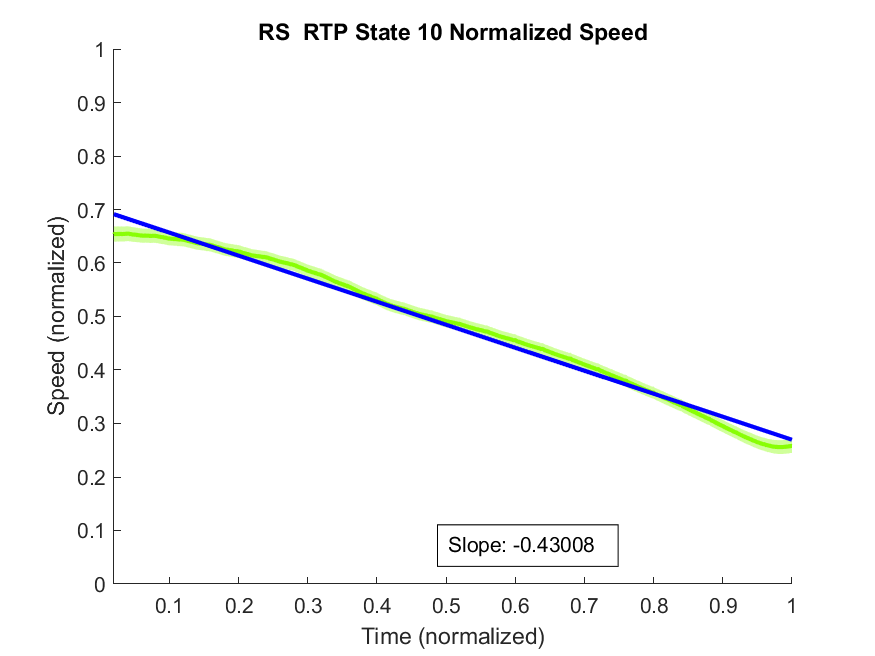 RS  RTP State 10 Normalized Speed
1
0.9
0.8
0.7
0.6
0.5
0.4
0.3
0.2
0.1
0
Speed (normalized)
Slope: -0.43008
0.1 0.2 0.3 0.4 0.5 0.6 0.7 0.8 0.9 1
Time (normalized)